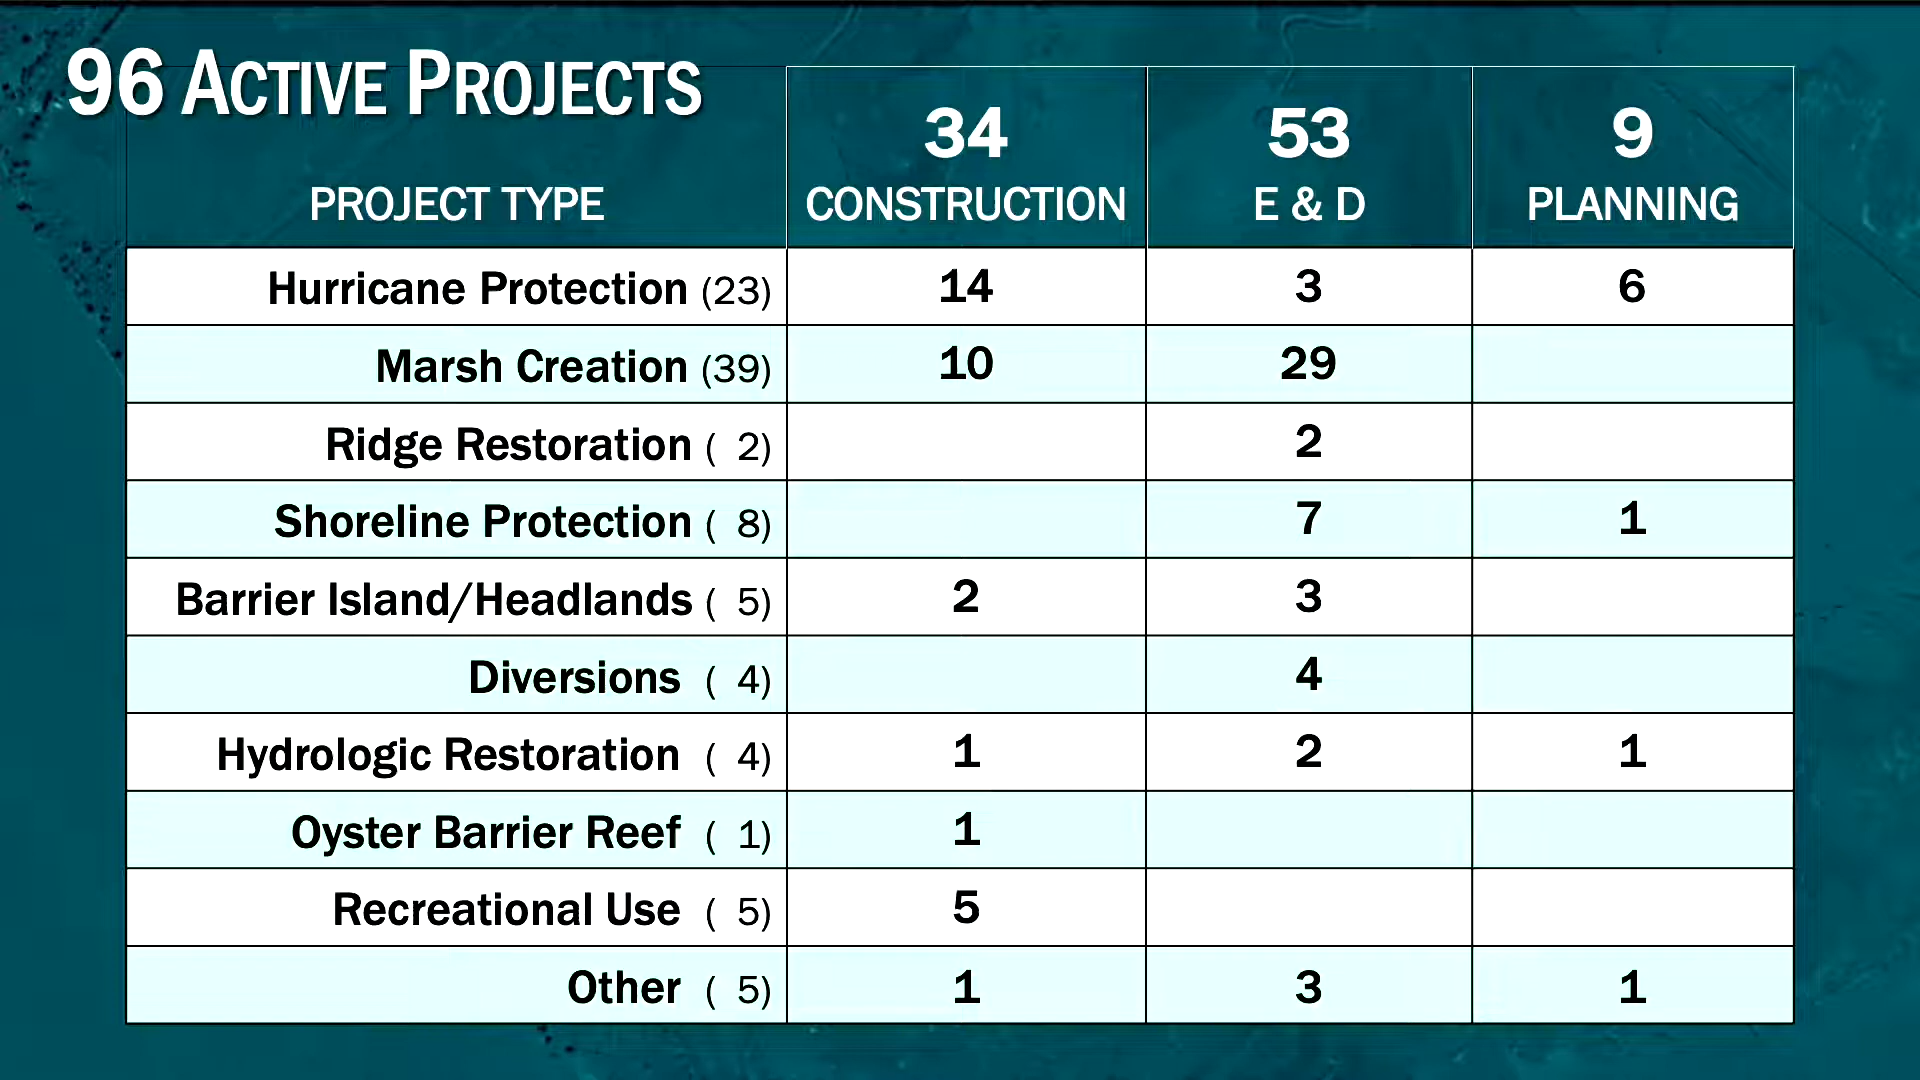 96 ACTIVE PROJECTS
34 53 9
PROJECT TYPE CONSTRUCTION E & D PLANNING
Hurricane Protection (23) 14 3 6
Marsh Creation (39) 10 29
Ridge Restoration ( 2) 2
Shoreline Protection ( 8) 7 1
Barrier Island/Headlands ( 5) 2 3
Diversions ( 4) 4
Hydrologic Restoration ( 4) 1 2 1
Oyster Barrier Reef ( 1) 1
Recreational Use ( 5) 5
Other ( 5) 1 3 1